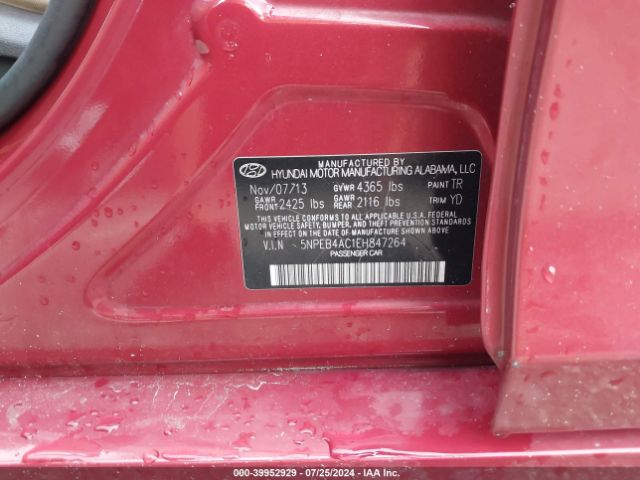 MANUFACTURED BY
HYUNDAI MOTOR MANUFACTURING ALABAMA, LLC
Nov/07/13 GVWR 4365 lbs PAINT TR
GAWR FRONT 2425 lbs GAWR REAR 2116 lbs TRIM YD
THIS VEHICLE CONFORMS TO ALL APPLICABLE U.S.A. FEDERAL
MOTOR VEHICLE SAFETY, BUMPER, AND THEFT PREVENTION
STANDARDS IN EFFECT ON THE DATE OF MANUFACTURE SHOWN ABOVE.
V.I.N 5NPEB4AC1EH847264
PASSENGER CAR
000-39952929 - 07/25/2024 - IAA Inc.